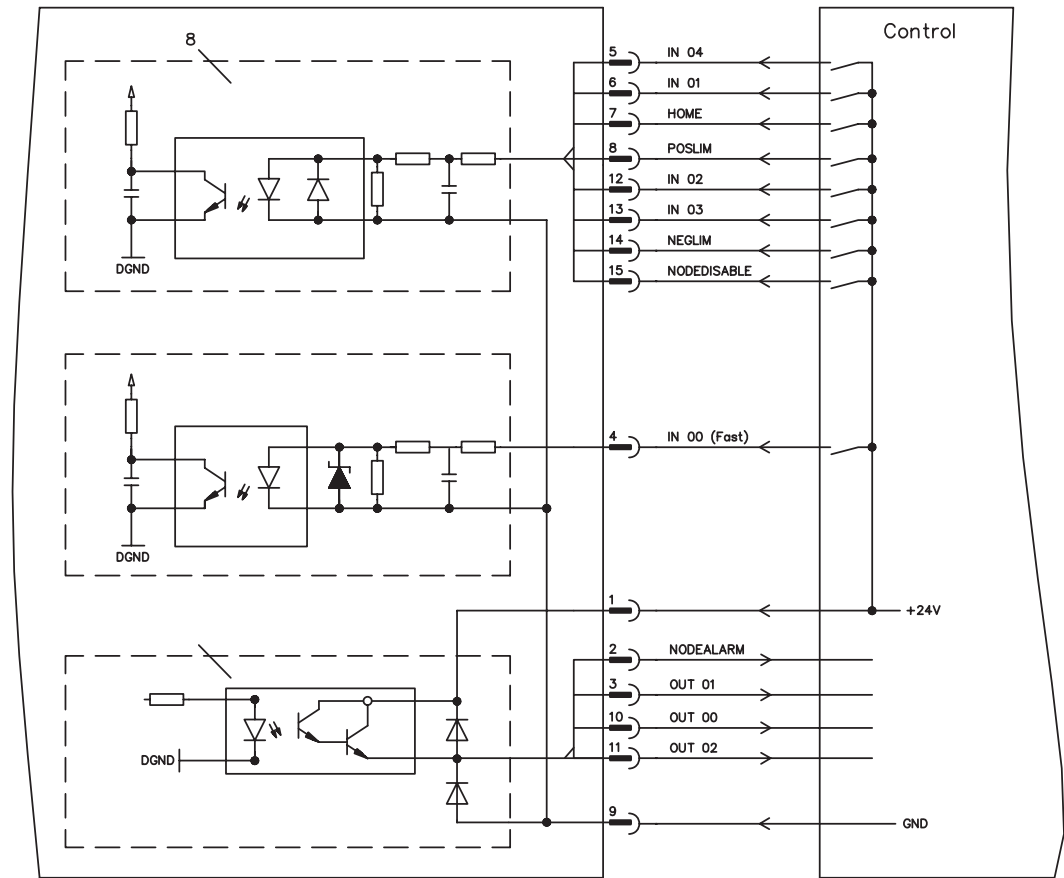 Control
8
5 IN 04
6 IN 01
7 HOME
8 POSLIM
12 IN 02
13 IN 03
14 NEGLIM
15 NODEDISABLE
DGND
4 IN 00 (Fast)
DGND
1 +24V
2 NODEALARM
3 OUT 01
10 OUT 00
11 OUT 02
DGND
9 GND